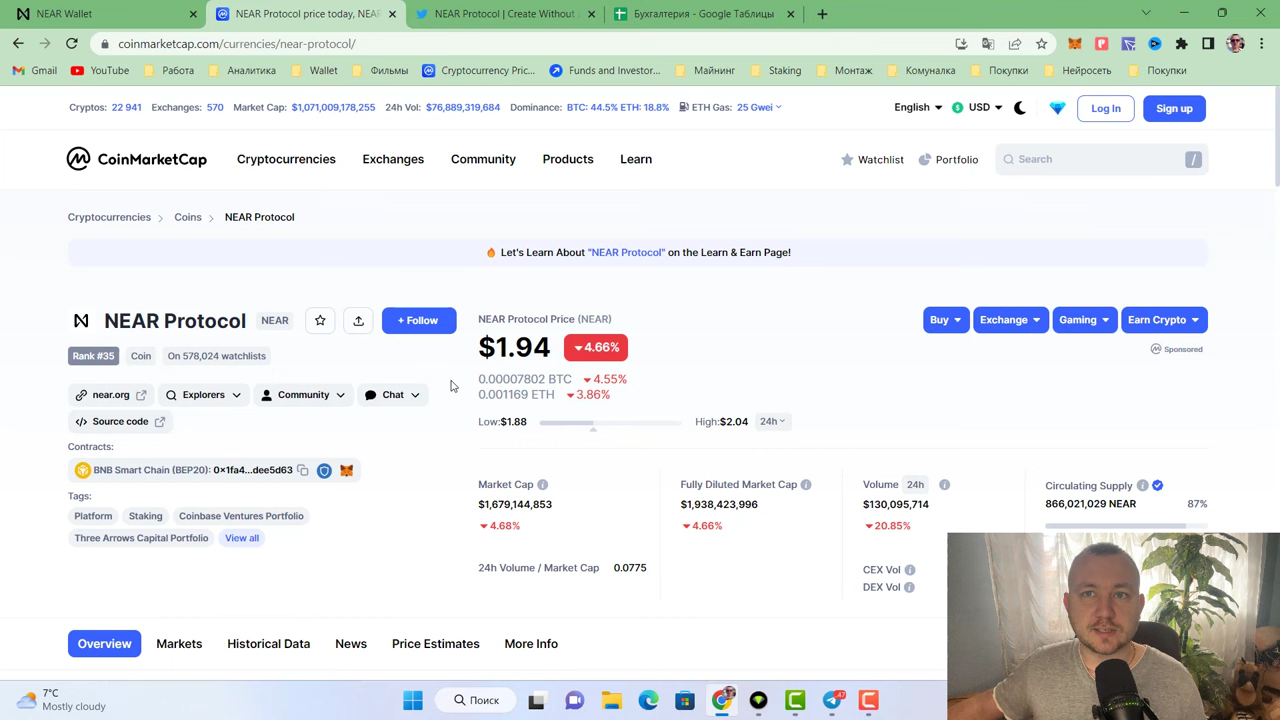 NEAR Wallet
NEAR Protocol price today, NEA
NEAR Protocol | Create Without
Бухгалтерия - Google Таблицы
coinmarketcap.com/currencies/near-protocol/
Gmail
YouTube
Работа
Аналитика
Wallet
Фильмы
Cryptocurrency Pric...
Funds and Investor...
Майнинг
Staking
Монтаж
Комуналка
Покупки
Нейросеть
Покупки
Cryptos: 22 941 Exchanges: 570 Market Cap: $1,071,009,178,255 24h Vol: $76,889,319,684 Dominance: BTC: 44.5% ETH: 18.8% ETH Gas: 25 Gwei
English USD Log In Sign up
CoinMarketCap Cryptocurrencies Exchanges Community Products Learn
Watchlist Portfolio Search /
Cryptocurrencies > Coins > NEAR Protocol
Let's Learn About "NEAR Protocol" on the Learn & Earn Page!
NEAR Protocol NEAR + Follow
Rank #35 Coin On 578,024 watchlists
near.org Explorers Community Chat
Source code
Contracts:
BNB Smart Chain (BEP20): 0x1fa4...dee5d63
Tags:
Platform Staking Coinbase Ventures Portfolio
Three Arrows Capital Portfolio View all
NEAR Protocol Price (NEAR)
$1.94 4.66%
0.00007802 BTC 4.55%
0.001169 ETH 3.86%
Low:$1.88 High:$2.04 24h
Buy Exchange Gaming Earn Crypto
Sponsored
Market Cap
$1,679,144,853
4.68%
24h Volume / Market Cap 0.0775
Fully Diluted Market Cap
$1,938,423,996
4.66%
Volume 24h
$130,095,714
20.85%
CEX Vol
DEX Vol
Circulating Supply
866,021,029 NEAR 87%
Overview Markets Historical Data News Price Estimates More Info
7°C
Mostly cloudy
Поиск